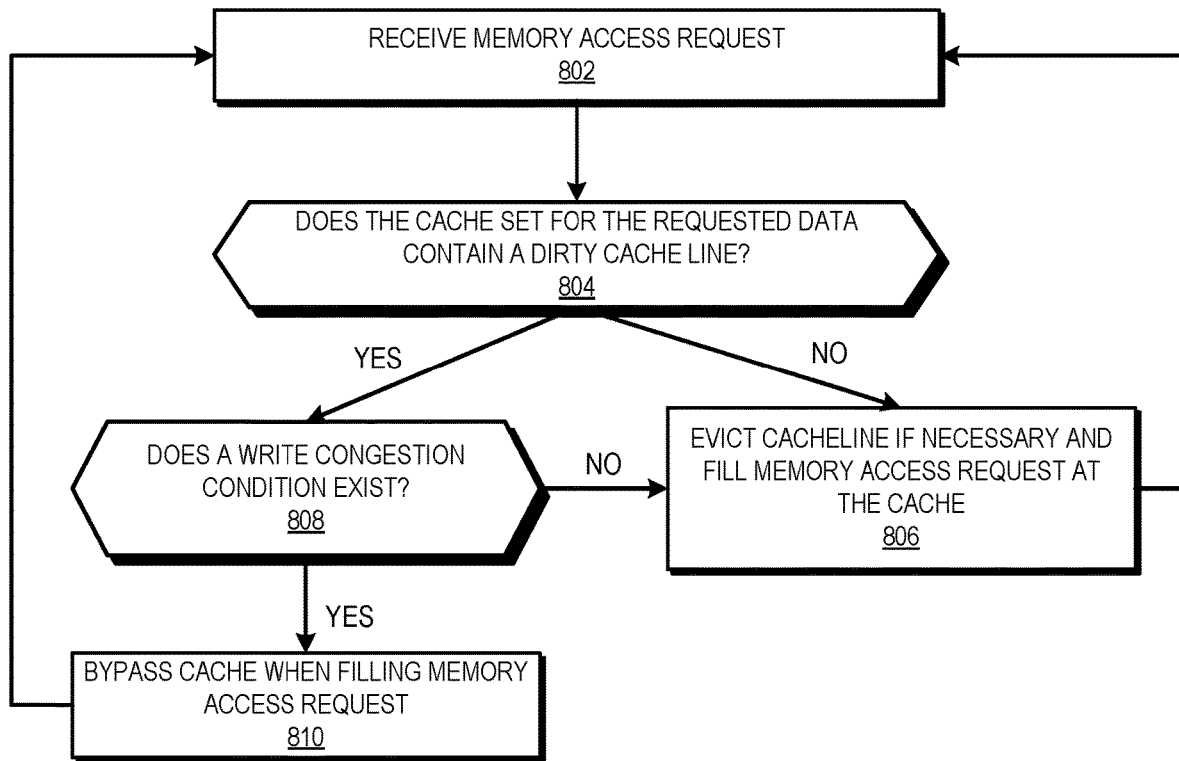 RECEIVE MEMORY ACCESS REQUEST
802
DOES THE CACHE SET FOR THE REQUESTED DATA
CONTAIN A DIRTY CACHE LINE?
804
YES
NO
DOES A WRITE CONGESTION
CONDITION EXIST?
808
NO
EVICT CACHELINE IF NECESSARY AND
FILL MEMORY ACCESS REQUEST AT
THE CACHE
806
YES
BYPASS CACHE WHEN FILLING MEMORY
ACCESS REQUEST
810